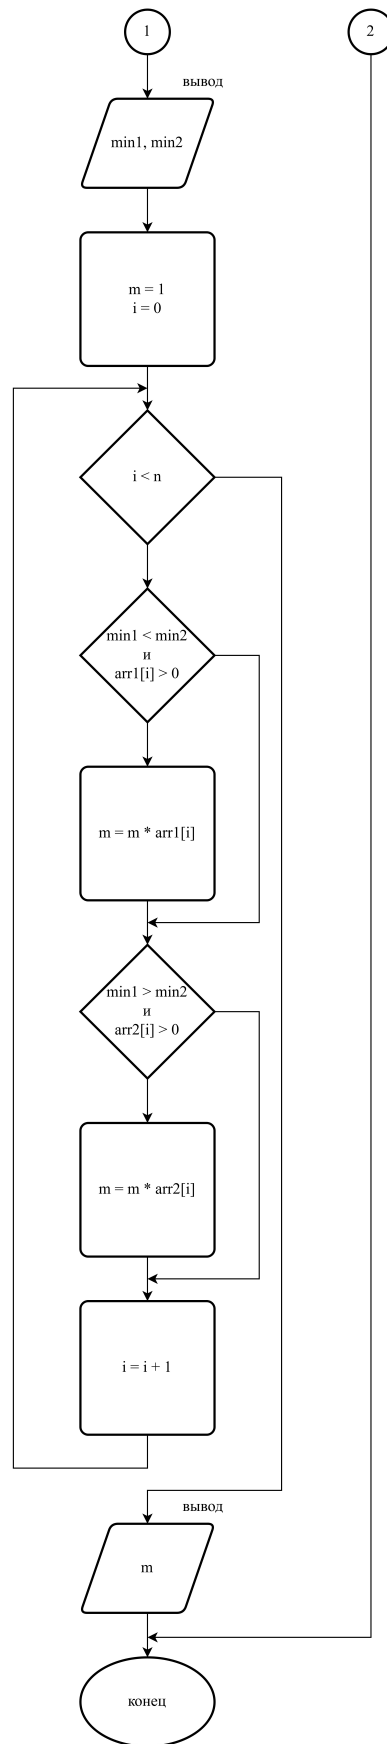 1
2
вывод
min1, min2
m = 1
i = 0
i < n
min1 < min2
и
arr1[i] > 0
m = m * arr1[i]
min1 > min2
и
arr2[i] > 0
m = m * arr2[i]
i = i + 1
вывод
m
конец